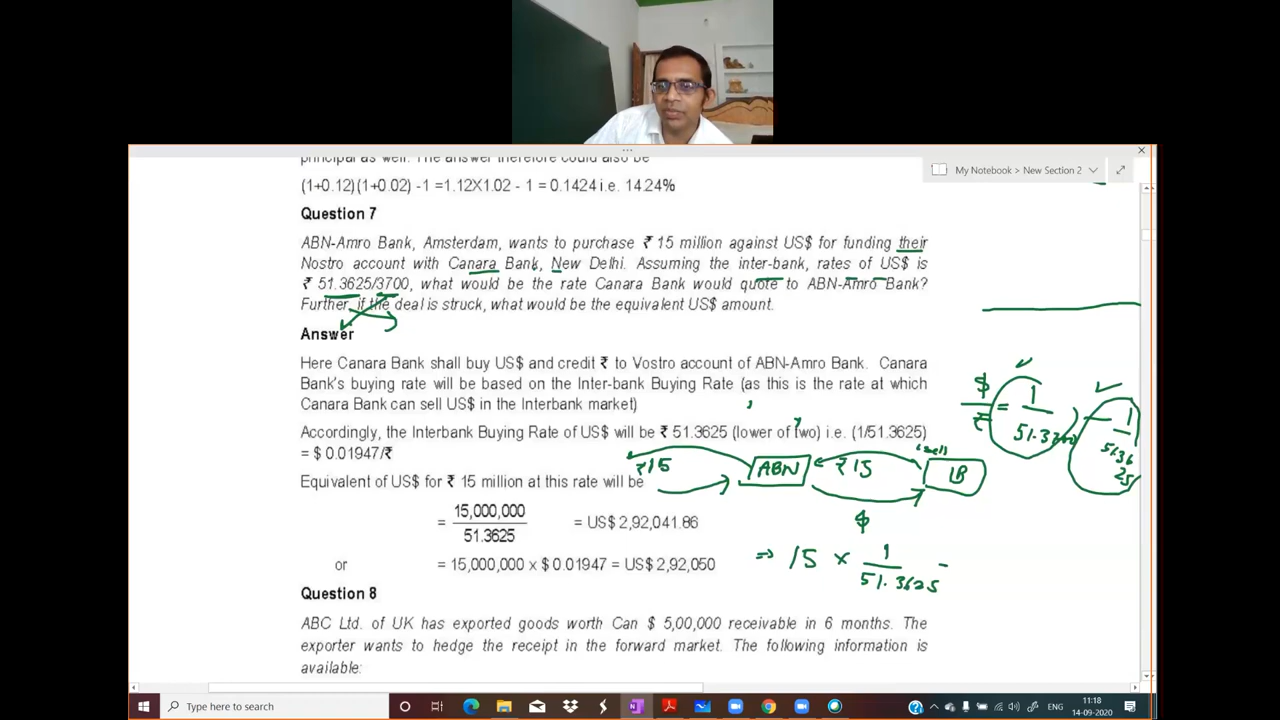 principal as well. The answer therefore could also be
My Notebook > New Section 2
(1+0.12)(1+0.02) -1 =1.12X1.02 - 1 = 0.1424 i.e. 14.24%
Question 7
ABN-Amro Bank, Amsterdam, wants to purchase ₹ 15 million against US$ for funding their
Nostro account with Canara Bank, New Delhi. Assuming the inter-bank, rates of US$ is
₹ 51.3625/3700, what would be the rate Canara Bank would quote to ABN-Amro Bank?
Further, if the deal is struck, what would be the equivalent US$ amount.
Answer
Here Canara Bank shall buy US$ and credit ₹ to Vostro account of ABN-Amro Bank. Canara
Bank's buying rate will be based on the Inter-bank Buying Rate (as this is the rate at which
Canara Bank can sell US$ in the Interbank market)
$/₹ = 1/51.3700 - 1/51.3625
Accordingly, the Interbank Buying Rate of US$ will be ₹ 51.3625 (lower of two) i.e. (1/51.3625)
= $ 0.01947/₹
₹15 ABN ₹15 sell IB
Equivalent of US$ for ₹ 15 million at this rate will be
$
= 15,000,000/51.3625 = US$ 2,92,041.86
or = 15,000,000 x $ 0.01947 = US$ 2,92,050
⇒ 15 × 1/51.3625 =
Question 8
ABC Ltd. of UK has exported goods worth Can $ 5,00,000 receivable in 6 months. The
exporter wants to hedge the receipt in the forward market. The following information is
available:
Type here to search
ENG
11:18
14-09-2020